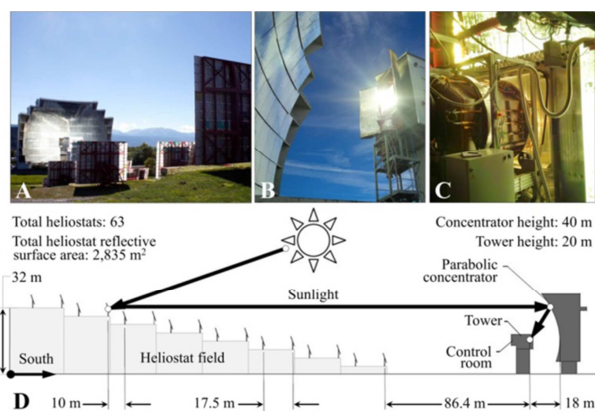 A
B
C
Total heliostats: 63
Total heliostat reflective
surface area: 2,835 m²
Concentrator height: 40 m
Tower height: 20 m
Parabolic
concentrator
32 m
Sunlight
Tower
Control
room
South
Heliostat field
D
10 m
17.5 m
86.4 m
18 m